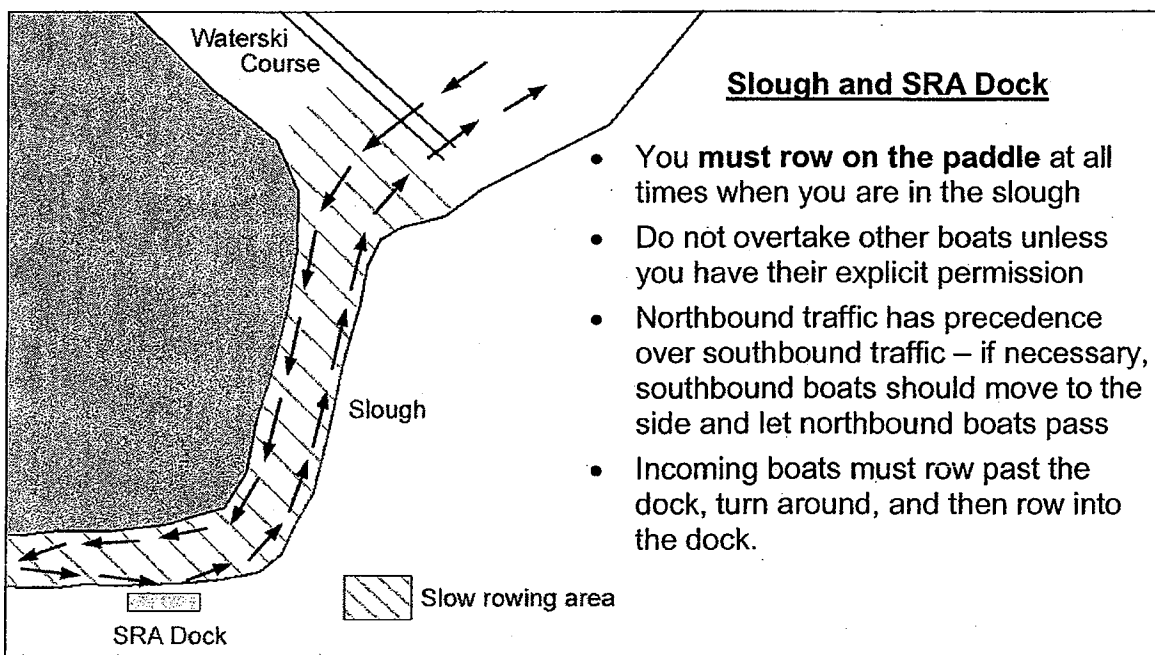 Waterski
Course
Slough and SRA Dock
• You must row on the paddle at all
times when you are in the slough
• Do not overtake other boats unless
you have their explicit permission
• Northbound traffic has precedence
over southbound traffic – if necessary,
southbound boats should move to the
side and let northbound boats pass
• Incoming boats must row past the
dock, turn around, and then row into
the dock.
Slough
Slow rowing area
SRA Dock